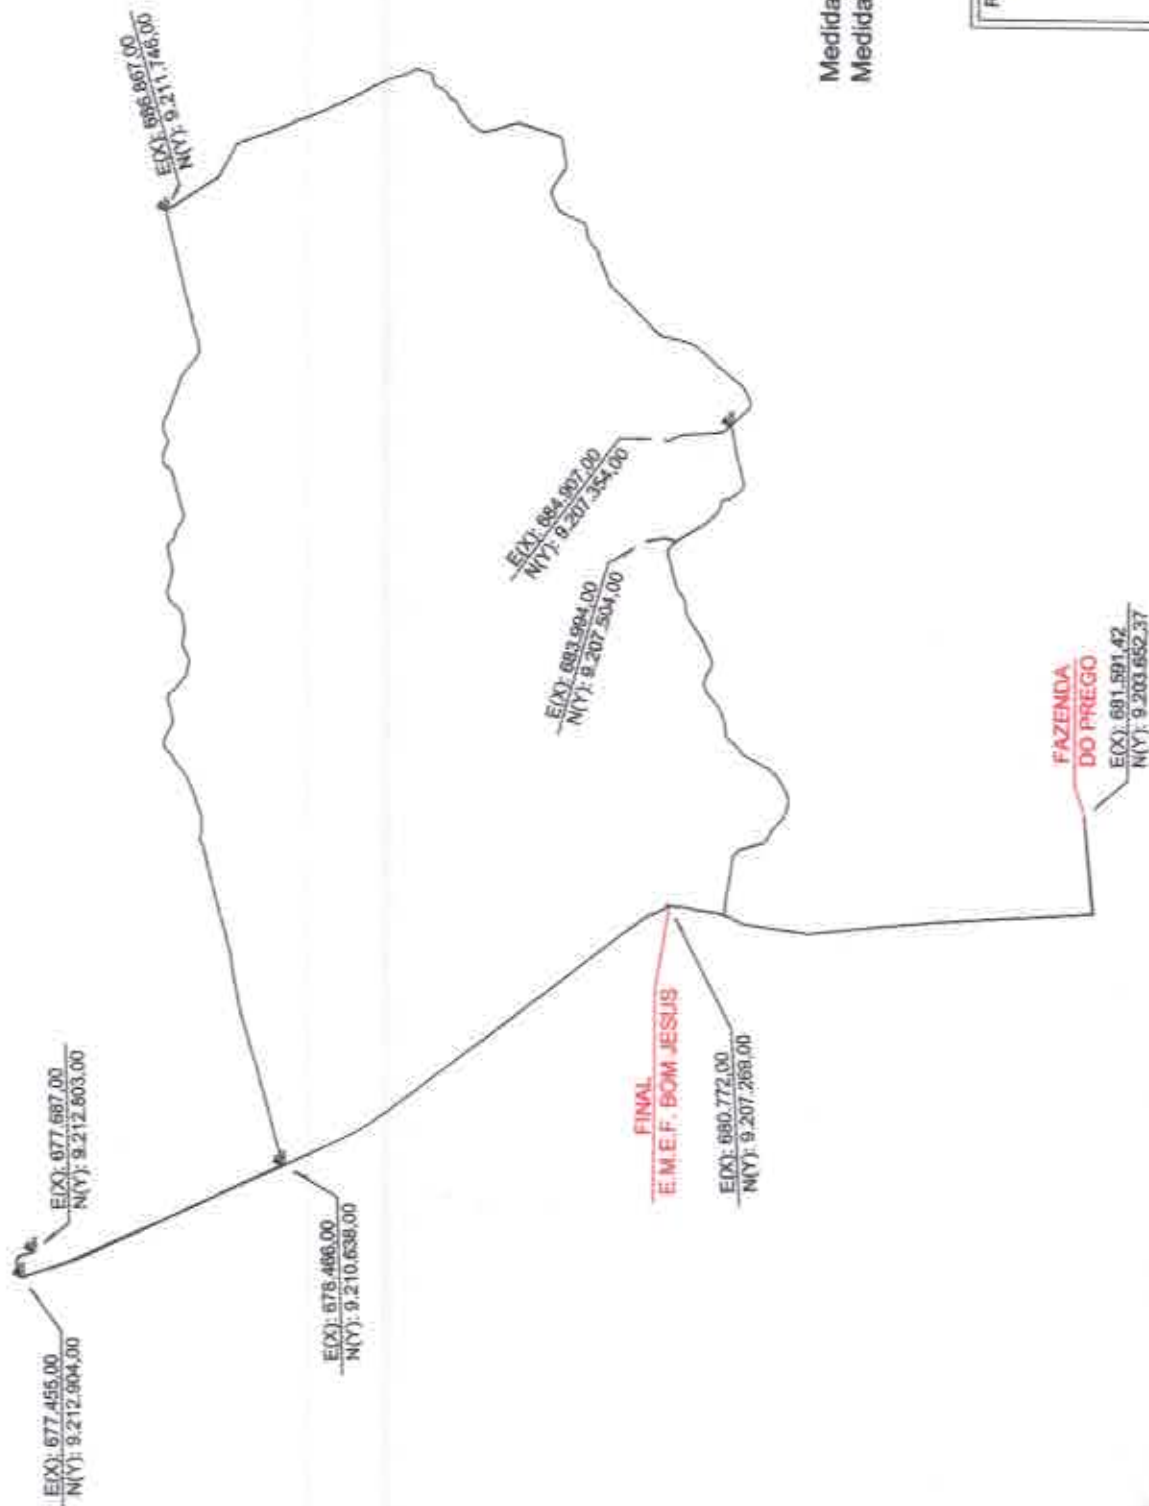 E(X): 677.455,00
N(Y): 9.212.904,00
E(X): 677.687,00
N(Y): 9.212.803,00
E(X): 678.466,00
N(Y): 9.210.638,00
E(X): 686.867,00
N(Y): 9.211.746,00
E(X): 684.907,00
N(Y): 9.207.354,00
E(X): 683.994,00
N(Y): 9.207.504,00
FINAL
E.M.E.F. BOM JESUS
E(X): 680.772,00
N(Y): 9.207.269,00
FAZENDA
DO PREGO
E(X): 681.591,42
N(Y): 9.203.652,37
Medida
Medida